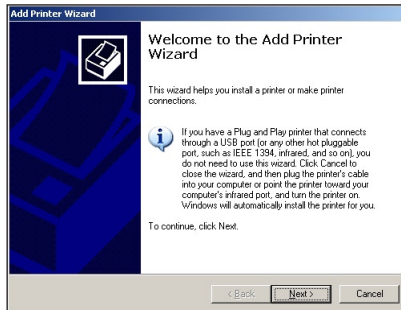 Add Printer Wizard
Welcome to the Add Printer
Wizard
This wizard helps you install a printer or make printer
connections.
If you have a Plug and Play printer that connects
through a USB port (or any other hot pluggable
port, such as IEEE 1394, infrared, and so on), you
do not need to use this wizard. Click Cancel to
close the wizard, and then plug the printer's cable
into your computer or point the printer toward your
computer's infrared port, and turn the printer on.
Windows will automatically install the printer for you.
To continue, click Next.
< Back
Next >
Cancel